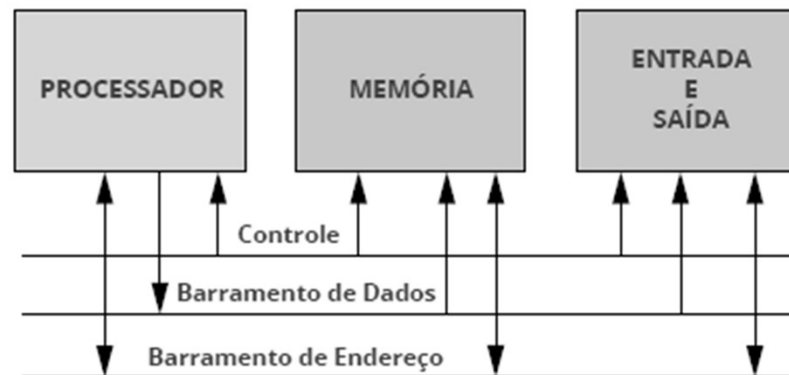 PROCESSADOR
MEMÓRIA
ENTRADA
E
SAÍDA
Controle
Barramento de Dados
Barramento de Endereço